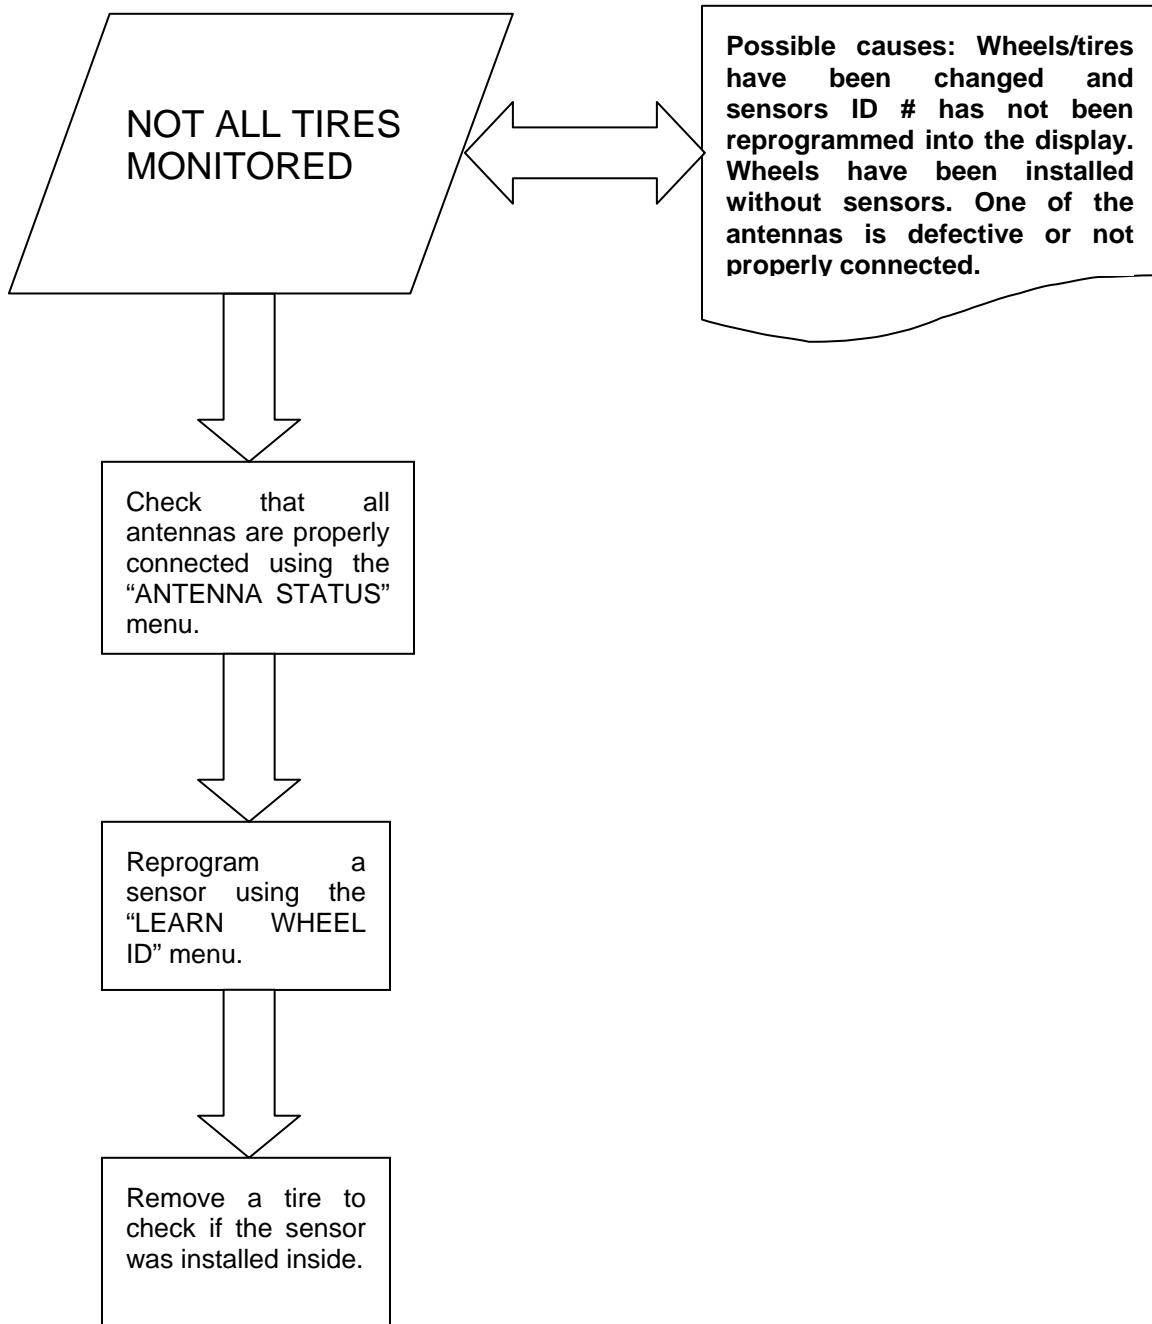 NOT ALL TIRES
MONITORED
Possible causes: Wheels/tires
have been changed and
sensors ID # has not been
reprogrammed into the display.
Wheels have been installed
without sensors. One of the
antennas is defective or not
properly connected.
Check that all
antennas are properly
connected using the
“ANTENNA STATUS”
menu.
Reprogram a
sensor using the
“LEARN WHEEL
ID” menu.
Remove a tire to
check if the sensor
was installed inside.